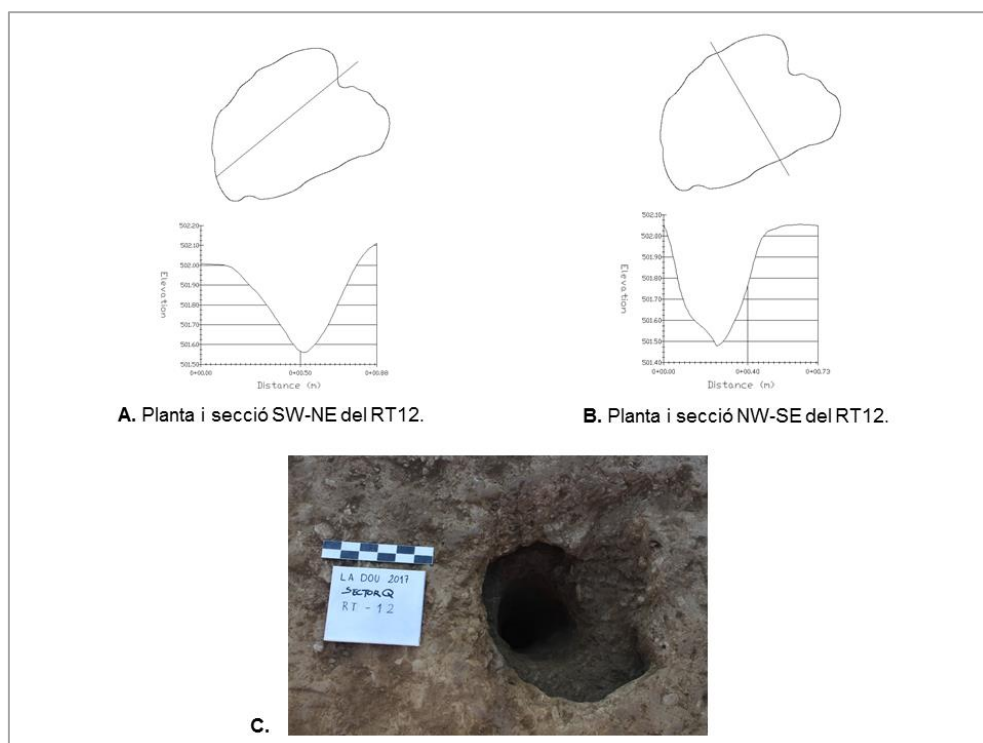 502.20
502.10
502.00
501.90
501.80
501.70
501.60
501.50
Elevation
0+00.00
0+00.50
0+00.88
Distance (m)
A. Planta i secció SW-NE del RT12.
502.10
502.00
501.90
501.80
501.70
501.60
501.50
501.40
Elevation
0+00.00
0+00.40
0+00.73
Distance (m)
B. Planta i secció NW-SE del RT12.
LA DOU 2017
SECTOR Q
RT - 12
C.